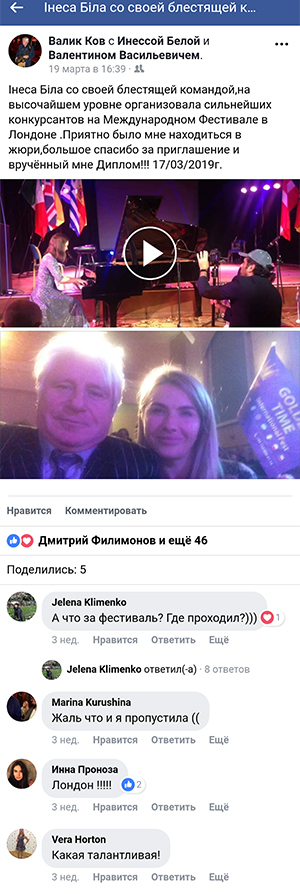 Інеса Біла со своей блестящей к...
Валик Ков с Инессой Белой и
Валентином Васильевичем.
19 марта в 16:39 ·
Інеса Біла со своей блестящей командой,на
высочайшем уровне организовала сильнейших
конкурсантов на Международном Фестивале в
Лондоне .Приятно было мне находиться в
жюри,большое спасибо за приглашение и
вручённый мне Диплом!!! 17/03/2019г.
GOLDEN
TIME
Нравится Комментировать
Дмитрий Филимонов и ещё 46
Поделились: 5
Jelena Klimenko
А что за фестиваль? Где проходил?)))
1
3 нед. Нравится Ответить Ещё
Jelena Klimenko ответил(-а) · 8 ответов
Marina Kurushina
Жаль что и я пропустила ((
3 нед. Нравится Ответить Ещё
Инна Проноза
Лондон !!!!!
2
3 нед. Нравится Ответить Ещё
Vera Horton
Какая талантливая!
3 нед. Нравится Ответить Ещё